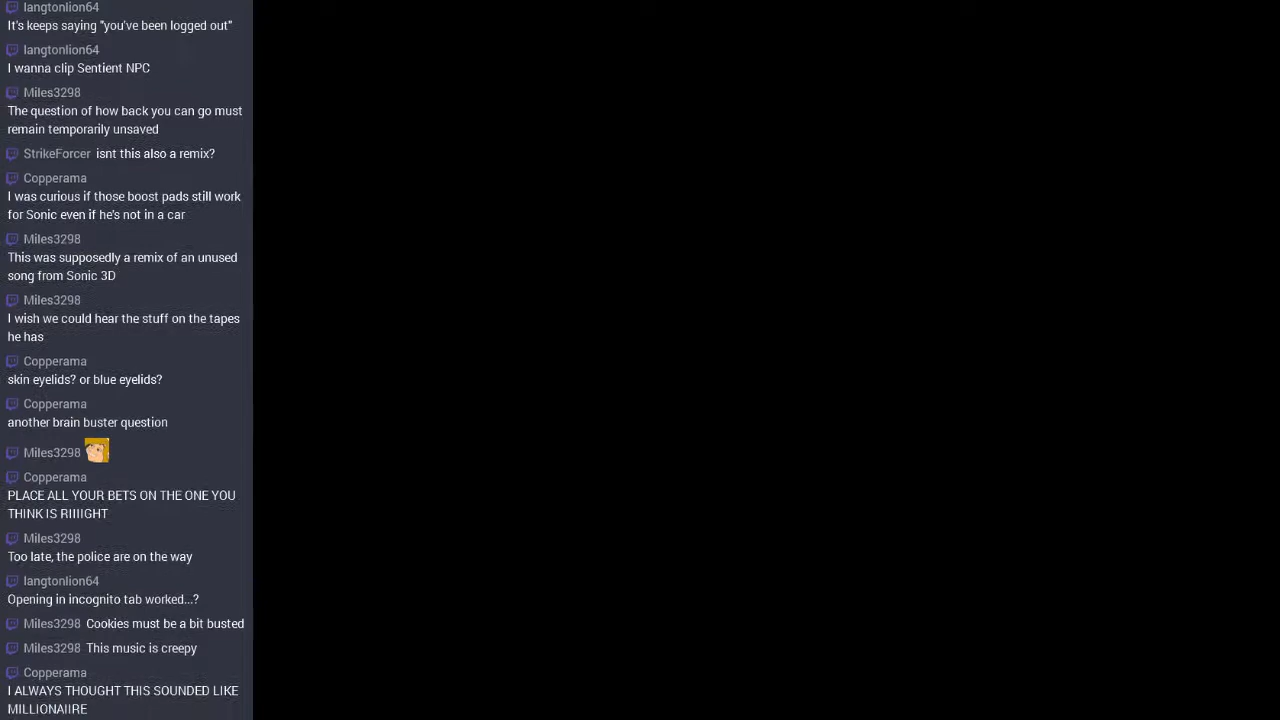 langtonlion64
It's keeps saying "you've been logged out"
langtonlion64
I wanna clip Sentient NPC
Miles3298
The question of how back you can go must
remain temporarily unsaved
StrikeForcer isnt this also a remix?
Copperama
I was curious if those boost pads still work
for Sonic even if he's not in a car
Miles3298
This was supposedly a remix of an unused
song from Sonic 3D
Miles3298
I wish we could hear the stuff on the tapes
he has
Copperama
skin eyelids? or blue eyelids?
Copperama
another brain buster question
Miles3298
Copperama
PLACE ALL YOUR BETS ON THE ONE YOU
THINK IS RIIIIGHT
Miles3298
Too late, the police are on the way
langtonlion64
Opening in incognito tab worked...?
Miles3298 Cookies must be a bit busted
Miles3298 This music is creepy
Copperama
I ALWAYS THOUGHT THIS SOUNDED LIKE
MILLIONAIIRE